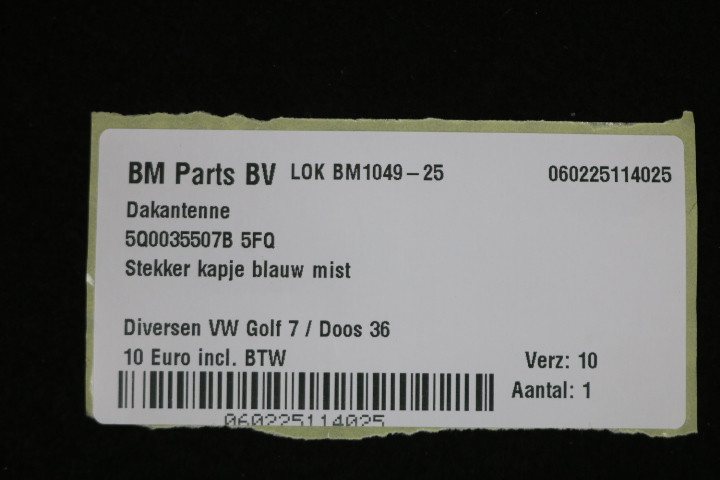 BM Parts BV LOK BM1049-25 060225114025
Dakantenne
5Q0035507B 5FQ
Stekker kapje blauw mist
Diversen VW Golf 7 / Doos 36
10 Euro incl. BTW Verz: 10
Aantal: 1
060225114025